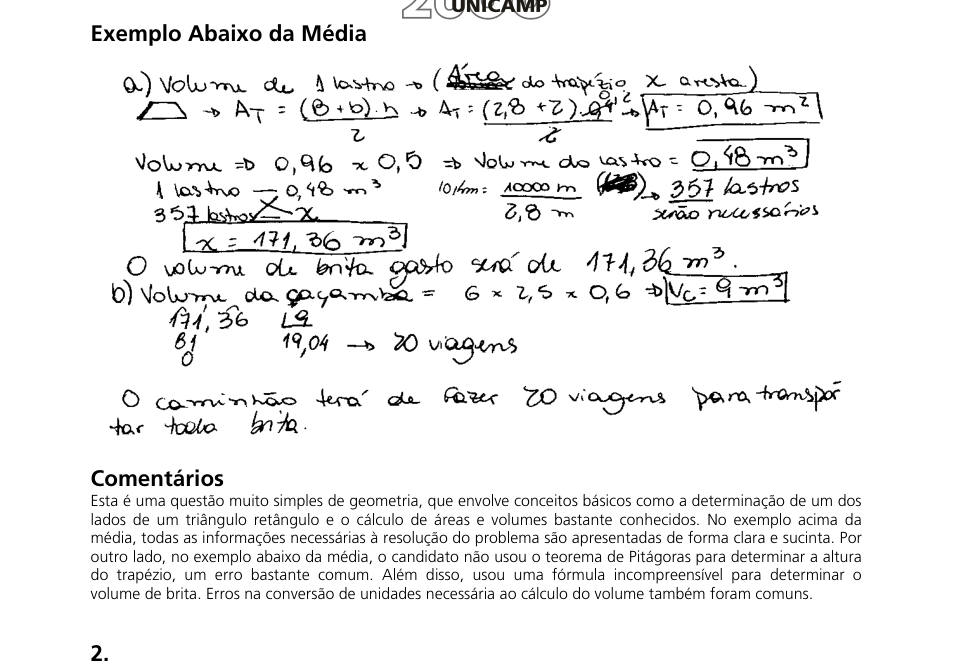 2008
UNICAMP
Exemplo Abaixo da Média
a) Volume de 1 lastro → (Área do trapézio x aresta)
→ A_T = (B + b) . h / 2 → A_T = (2,8 + 2) . 0,4 / 2 → A_T = 0,96 m²
Volume => 0,96 x 0,5 => Volume do lastro = 0,48 m³
1 lastro — 0,48 m³ 10 km = 10000 m / 2,8 m → 357 lastros
357 lastros — x serão necessários
x = 171,36 m³
O volume de brita gasto será de 171,36 m³.
b) Volume da caçamba = 6 x 2,5 x 0,6 => Vc = 9 m³
171,36 9
81 19,04 → 20 viagens
0
O caminhão terá de fazer 20 viagens para transpor
tar toda brita.
Comentários
Esta é uma questão muito simples de geometria, que envolve conceitos básicos como a determinação de um dos
lados de um triângulo retângulo e o cálculo de áreas e volumes bastante conhecidos. No exemplo acima da
média, todas as informações necessárias à resolução do problema são apresentadas de forma clara e sucinta. Por
outro lado, no exemplo abaixo da média, o candidato não usou o teorema de Pitágoras para determinar a altura
do trapézio, um erro bastante comum. Além disso, usou uma fórmula incompreensível para determinar o
volume de brita. Erros na conversão de unidades necessária ao cálculo do volume também foram comuns.
2.